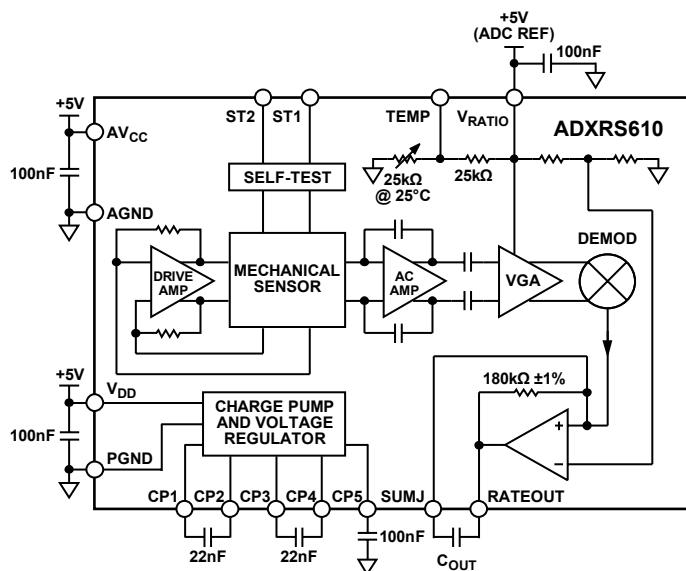 +5V
(ADC REF)
100nF
+5V
AVCC
100nF
AGND
ST2
ST1
TEMP
VRATIO
ADXRS610
SELF-TEST
25kΩ
@ 25°C
25kΩ
DRIVE
AMP
MECHANICAL
SENSOR
AC
AMP
VGA
DEMOD
+5V
VDD
100nF
PGND
CHARGE PUMP
AND VOLTAGE
REGULATOR
180kΩ ±1%
+
–
CP1
CP2
CP3
CP4
CP5
SUMJ
RATEOUT
22nF
22nF
100nF
COUT